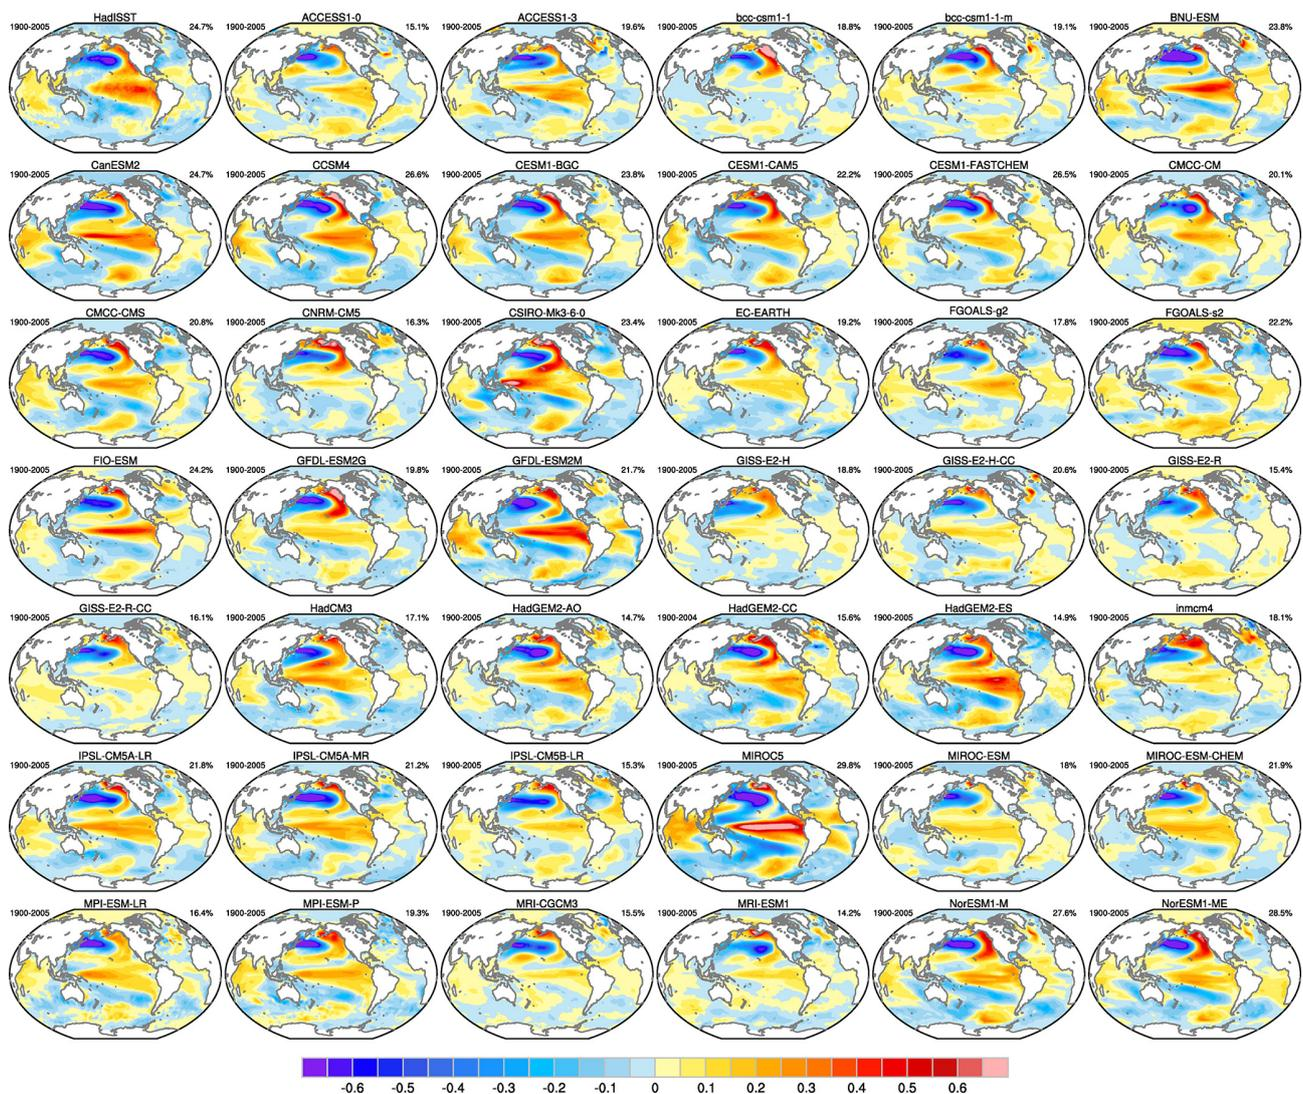 HadISST ACCESS1-0 ACCESS1-3 bcc-csm1-1 bcc-csm1-1-m BNU-ESM
1900-2005 24.7% 1900-2005 15.1% 1900-2005 19.6% 1900-2005 18.8% 1900-2005 19.1% 1900-2005 23.8%
CanESM2 CCSM4 CESM1-BGC CESM1-CAM5 CESM1-FASTCHEM CMCC-CM
1900-2005 24.7% 1900-2005 26.6% 1900-2005 23.8% 1900-2005 22.2% 1900-2005 26.5% 1900-2005 20.1%
CMCC-CMS CNRM-CM5 CSIRO-Mk3-6-0 EC-EARTH FGOALS-g2 FGOALS-s2
1900-2005 20.8% 1900-2005 16.3% 1900-2005 23.4% 1900-2005 19.2% 1900-2005 17.8% 1900-2005 22.2%
FIO-ESM GFDL-ESM2G GFDL-ESM2M GISS-E2-H GISS-E2-H-CC GISS-E2-R
1900-2005 24.2% 1900-2005 19.8% 1900-2005 21.7% 1900-2005 18.8% 1900-2005 20.6% 1900-2005 15.4%
GISS-E2-R-CC HadCM3 HadGEM2-AO HadGEM2-CC HadGEM2-ES inmcm4
1900-2005 16.1% 1900-2005 17.1% 1900-2005 14.7% 1900-2004 15.6% 1900-2005 14.9% 1900-2005 18.1%
IPSL-CM5A-LR IPSL-CM5A-MR IPSL-CM5B-LR MIROC5 MIROC-ESM MIROC-ESM-CHEM
1900-2005 21.8% 1900-2005 21.2% 1900-2005 15.3% 1900-2005 29.8% 1900-2005 18% 1900-2005 21.9%
MPI-ESM-LR MPI-ESM-P MRI-CGCM3 MRI-ESM1 NorESM1-M NorESM1-ME
1900-2005 16.4% 1900-2005 19.3% 1900-2005 15.5% 1900-2005 14.2% 1900-2005 27.6% 1900-2005 28.5%
-0.6 -0.5 -0.4 -0.3 -0.2 -0.1 0 0.1 0.2 0.3 0.4 0.5 0.6